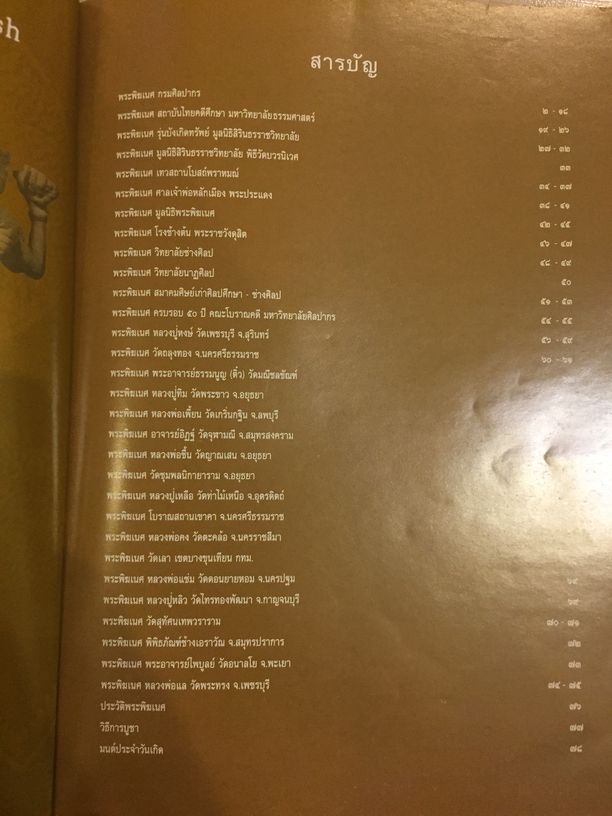 sh
สารบัญ
พระพิฆเนศ กรมศิลปากร ๒ - ๑๘
พระพิฆเนศ สถาบันไทยคดีศึกษา มหาวิทยาลัยธรรมศาสตร์ ๑๙ - ๒๖
พระพิฆเนศ รุ่นบังเกิดทรัพย์ มูลนิธิสิรินธรราชวิทยาลัย ๒๗ - ๓๒
พระพิฆเนศ มูลนิธิสิรินธรราชวิทยาลัย พิธีวัดบวรนิเวศ ๓๓
พระพิฆเนศ เทวสถานโบสถ์พราหมณ์ ๓๔ - ๓๗
พระพิฆเนศ ศาลเจ้าพ่อหลักเมือง พระประแดง ๓๘ - ๔๑
พระพิฆเนศ มูลนิธิพระพิฆเนศ ๔๒ - ๔๕
พระพิฆเนศ โรงช้างต้น พระราชวังดุสิต ๔๖ - ๔๗
พระพิฆเนศ วิทยาลัยช่างศิลป ๔๘ - ๔๙
พระพิฆเนศ วิทยาลัยนาฏศิลป ๕๐
พระพิฆเนศ สมาคมศิษย์เก่าศิลปศึกษา - ช่างศิลป ๕๑ - ๕๓
พระพิฆเนศ ครบรอบ ๕๐ ปี คณะโบราณคดี มหาวิทยาลัยศิลปากร ๕๔ - ๕๕
พระพิฆเนศ หลวงปู่หงษ์ วัดเพชรบุรี จ.สุรินทร์ ๕๖ - ๕๙
พระพิฆเนศ วัดถลุงทอง จ.นครศรีธรรมราช ๖๐ - ๖๑
พระพิฆเนศ พระอาจารย์ธรรมนูญ (ติ๋ว) วัดมณีชลขัณฑ์
พระพิฆเนศ หลวงปู่ทิม วัดพระขาว จ.อยุธยา
พระพิฆเนศ หลวงพ่อเพี้ยน วัดเกริ่นกฐิน จ.ลพบุรี
พระพิฆเนศ อาจารย์อิฏฐ์ วัดจุฬามณี จ.สมุทรสงคราม
พระพิฆเนศ หลวงพ่อชื้น วัดญาณเสน จ.อยุธยา
พระพิฆเนศ วัดชุมพลนิกายาราม จ.อยุธยา
พระพิฆเนศ หลวงปู่เหลือ วัดท่าไม้เหนือ จ.อุตรดิตถ์
พระพิฆเนศ โบราณสถานเขาคา จ.นครศรีธรรมราช
พระพิฆเนศ หลวงพ่อคง วัดตะคล้อ จ.นครราชสีมา
พระพิฆเนศ วัดเลา เขตบางขุนเทียน กทม.
พระพิฆเนศ หลวงพ่อแช่ม วัดดอนยายหอม จ.นครปฐม
พระพิฆเนศ หลวงปู่หลิว วัดไทรทองพัฒนา จ.กาญจนบุรี ๖๙
พระพิฆเนศ วัดสุทัศนเทพวราราม ๗๐ - ๗๑
พระพิฆเนศ พิพิธภัณฑ์ช้างเอราวัณ จ.สมุทรปราการ ๗๒
พระพิฆเนศ พระอาจารย์ไพบูลย์ วัดอนาลโย จ.พะเยา ๗๓
พระพิฆเนศ หลวงพ่อแล วัดพระทรง จ.เพชรบุรี ๗๔ - ๗๕
ประวัติพระพิฆเนศ ๗๖
วิธีการบูชา ๗๗
มนต์ประจำวันเกิด ๗๘